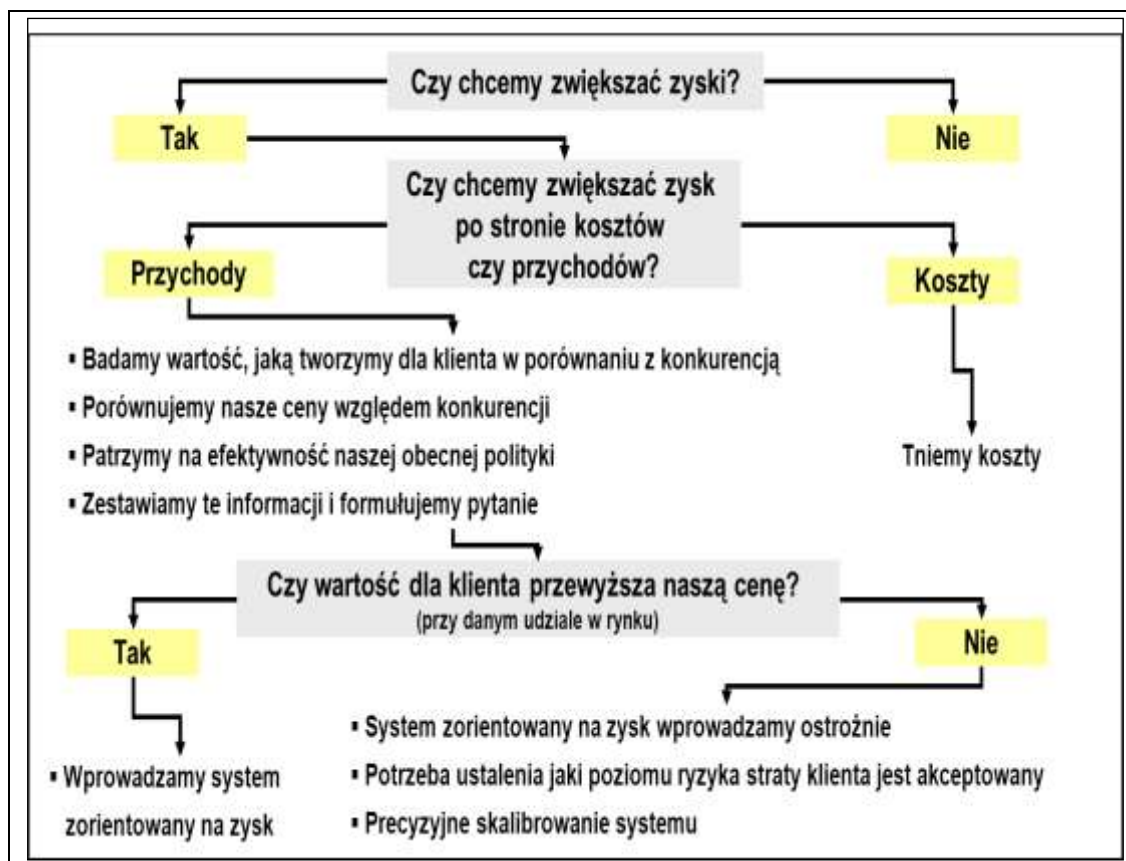 Czy chcemy zwiększać zyski?
Tak
Nie
Czy chcemy zwiększać zysk
po stronie kosztów
czy przychodów?
Przychody
Koszty
▪ Badamy wartość, jaką tworzymy dla klienta w porównaniu z konkurencją
▪ Porównujemy nasze ceny względem konkurencji
▪ Patrzymy na efektywność naszej obecnej polityki
▪ Zestawiamy te informacji i formułujemy pytanie
Tniemy koszty
Czy wartość dla klienta przewyższa naszą cenę?
(przy danym udziale w rynku)
Tak
Nie
▪ Wprowadzamy system
zorientowany na zysk
▪ System zorientowany na zysk wprowadzamy ostrożnie
▪ Potrzeba ustalenia jaki poziomu ryzyka straty klienta jest akceptowany
▪ Precyzyjne skalibrowanie systemu